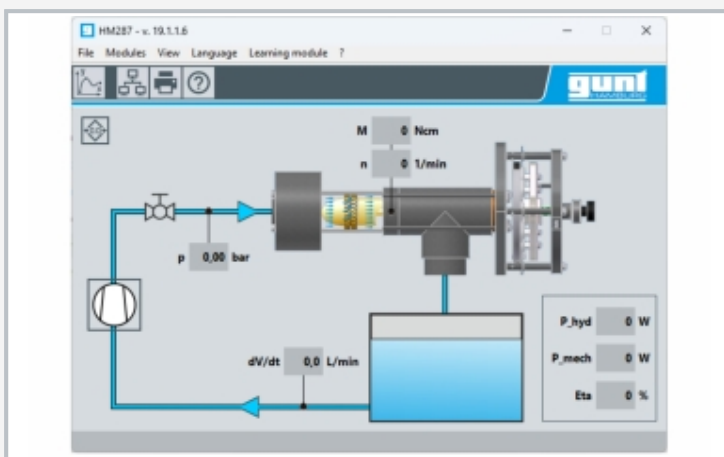 HM287 - v. 19.1.1.6
File Modules View Language Learning module ?
gunt
HAMBURG
M 0 Ncm
n 0 1/min
p 0,00 bar
dV/dt 0,0 L/min
P_hyd 0 W
P_mech 0 W
Eta 0 %